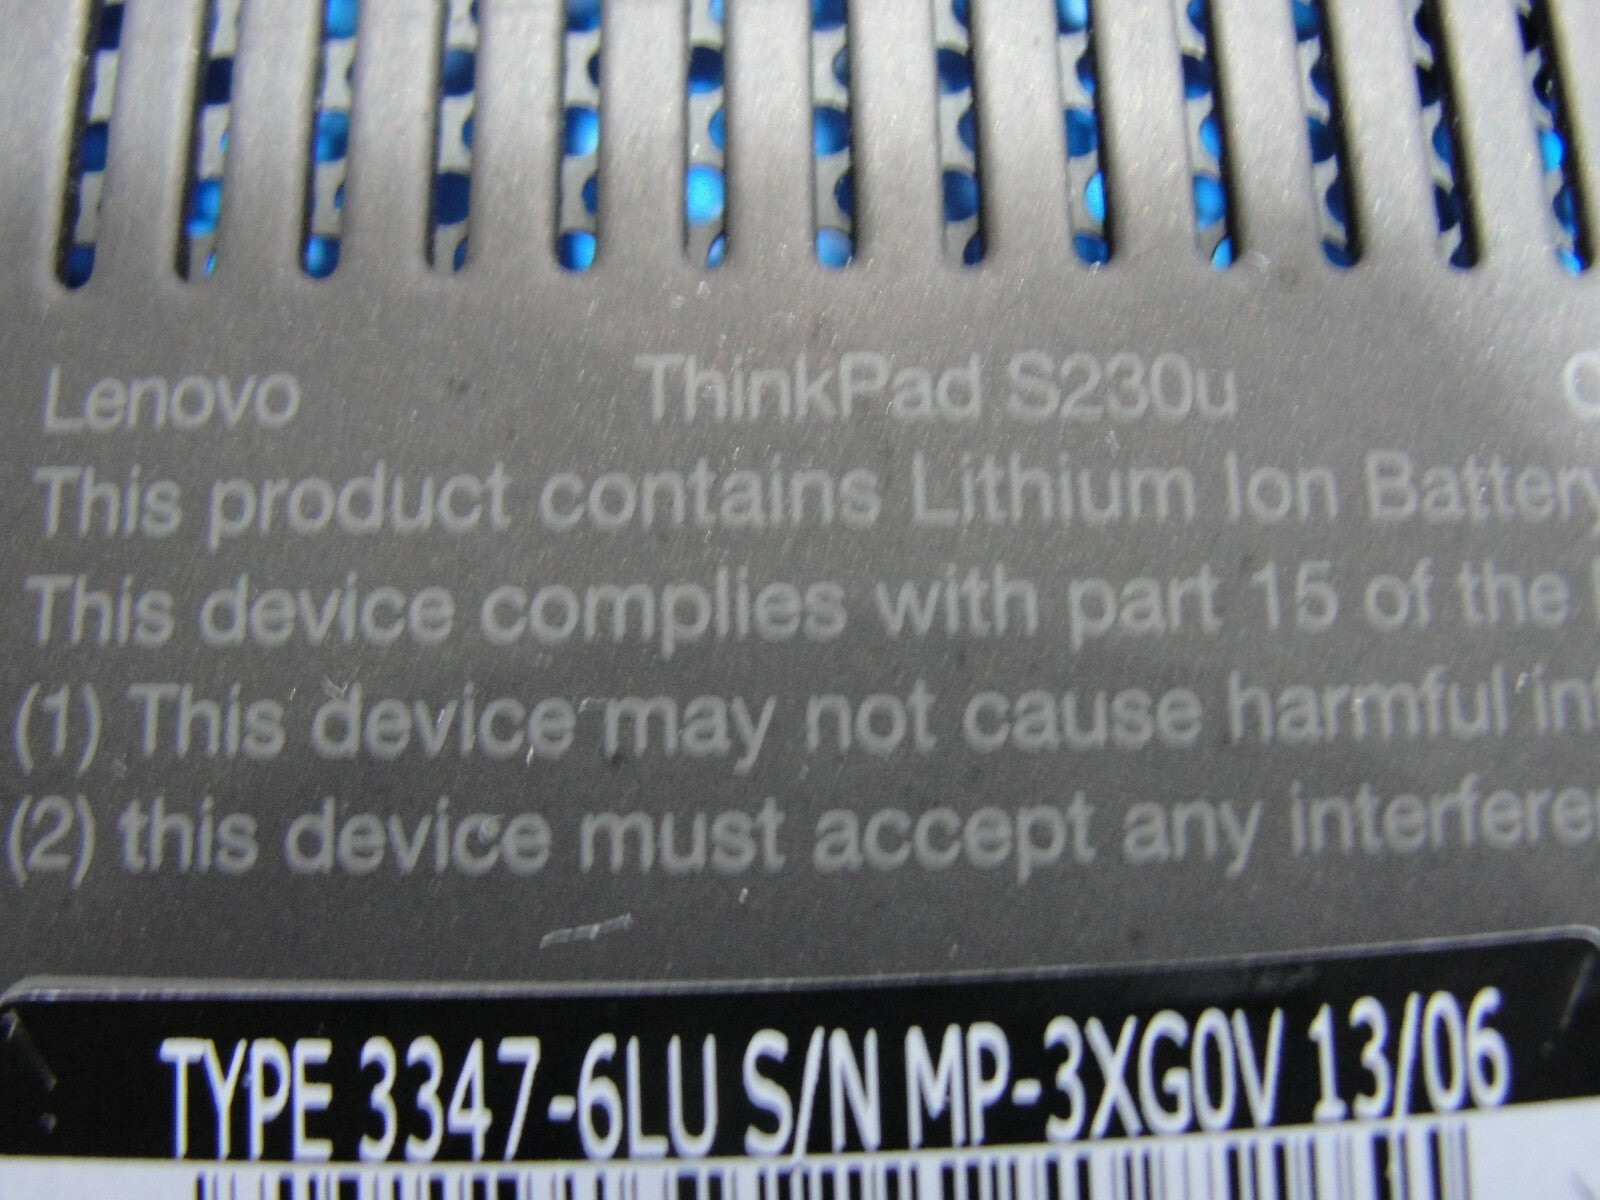 Lenovo ThinkPad S230u
This product contains Lithium Ion Battery
This device complies with part 15 of the
(1) This device may not cause harmful
(2) this device must accept any
TYPE 3347-6LU S/N MP-3XG0V 13/06